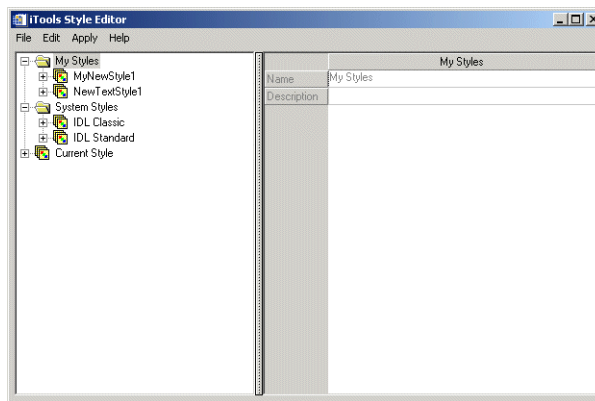 iTools Style Editor
File Edit Apply Help
My Styles
MyNewStyle1
NewTextStyle1
System Styles
IDL Classic
IDL Standard
Current Style
My Styles
Name My Styles
Description